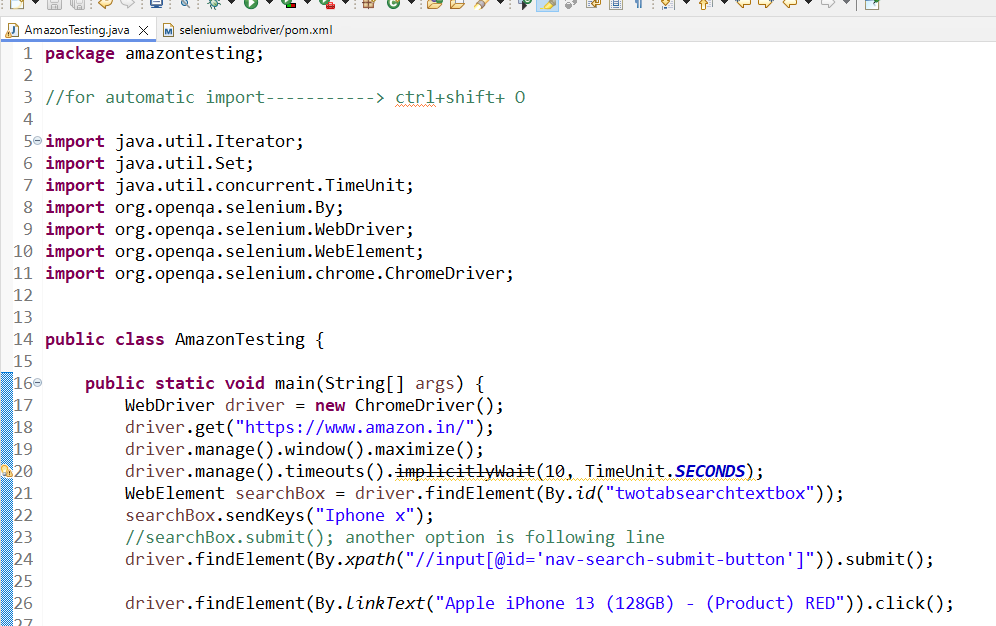 AmazonTesting.java seleniumwebdriver/pom.xml
1 package amazontesting;
2
3 //for automatic import-----------> ctrl+shift+ O
4
5 import java.util.Iterator;
6 import java.util.Set;
7 import java.util.concurrent.TimeUnit;
8 import org.openqa.selenium.By;
9 import org.openqa.selenium.WebDriver;
10 import org.openqa.selenium.WebElement;
11 import org.openqa.selenium.chrome.ChromeDriver;
12
13
14 public class AmazonTesting {
15
16 public static void main(String[] args) {
17 WebDriver driver = new ChromeDriver();
18 driver.get("https://www.amazon.in/");
19 driver.manage().window().maximize();
20 driver.manage().timeouts().implicitlyWait(10, TimeUnit.SECONDS);
21 WebElement searchBox = driver.findElement(By.id("twotabsearchtextbox"));
22 searchBox.sendKeys("Iphone x");
23 //searchBox.submit(); another option is following line
24 driver.findElement(By.xpath("//input[@id='nav-search-submit-button']")).submit();
25
26 driver.findElement(By.linkText("Apple iPhone 13 (128GB) - (Product) RED")).click();
27